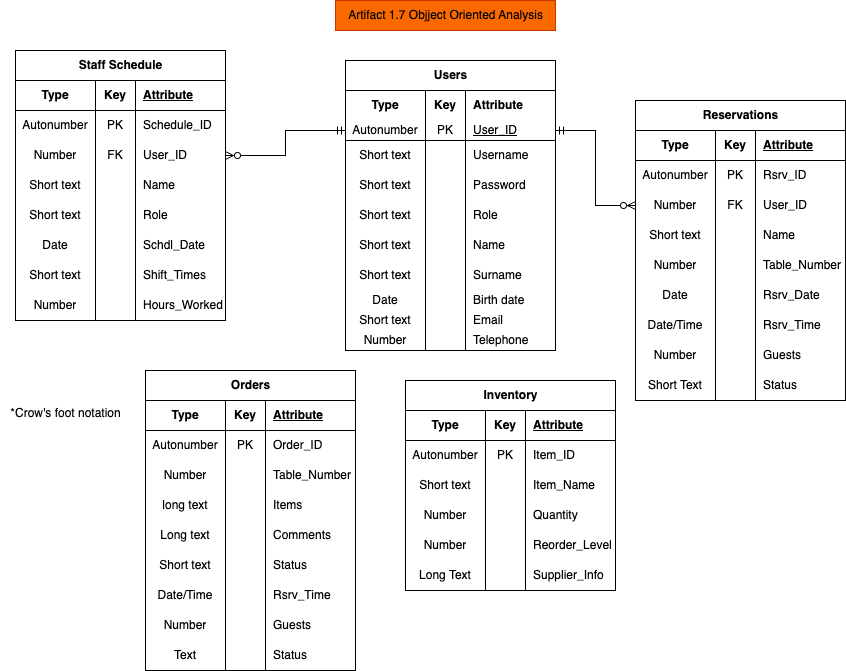 Artifact 1.7 Objject Oriented Analysis
Staff Schedule
Type Key Attribute
Autonumber PK Schedule_ID
Number FK User_ID
Short text Name
Short text Role
Date Schdl_Date
Short text Shift_Times
Number Hours_Worked
Users
Type Key Attribute
Autonumber PK User_ID
Short text Username
Short text Password
Short text Role
Short text Name
Short text Surname
Date Birth date
Short text Email
Number Telephone
Reservations
Type Key Attribute
Autonumber PK Rsrv_ID
Number FK User_ID
Short text Name
Number Table_Number
Date Rsrv_Date
Date/Time Rsrv_Time
Number Guests
Short Text Status
*Crow's foot notation
Orders
Type Key Attribute
Autonumber PK Order_ID
Number Table_Number
long text Items
Long text Comments
Short text Status
Date/Time Rsrv_Time
Number Guests
Text Status
Inventory
Type Key Attribute
Autonumber PK Item_ID
Short text Item_Name
Number Quantity
Number Reorder_Level
Long Text Supplier_Info